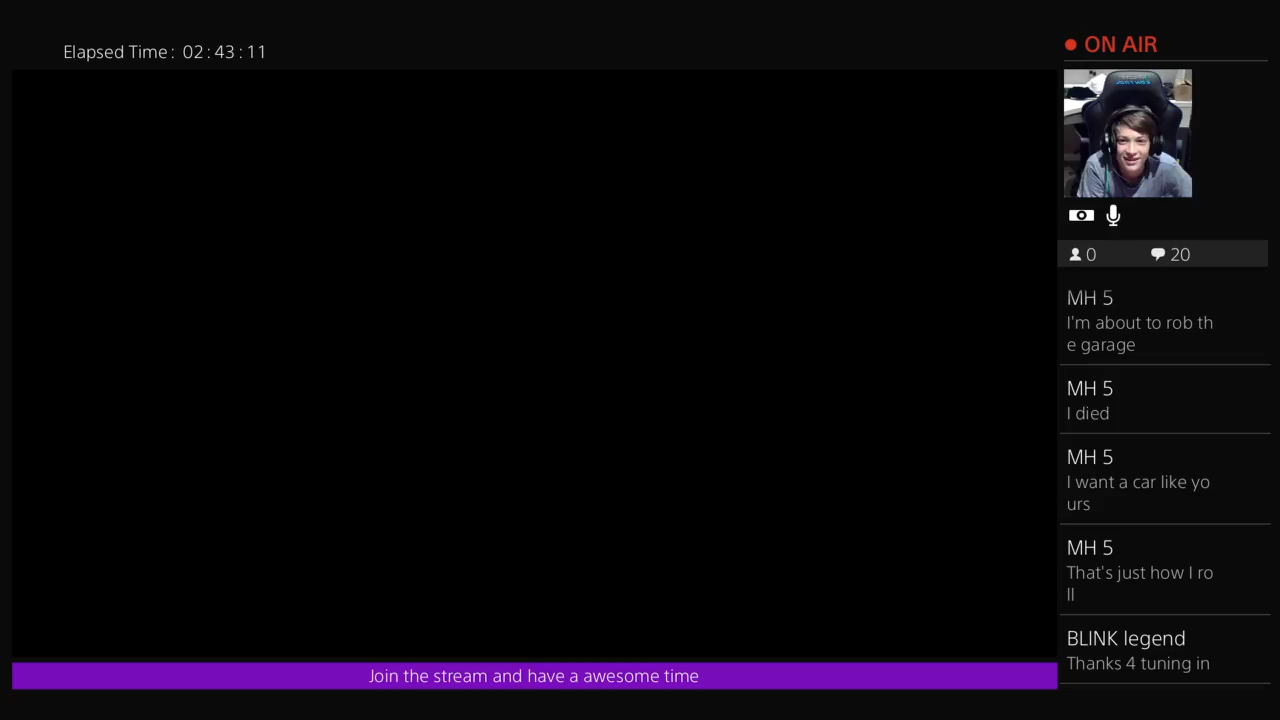 Elapsed Time: 02:43:11
ON AIR
0
20
MH 5
I'm about to rob th
e garage
MH 5
I died
MH 5
I want a car like yo
urs
MH 5
That's just how I ro
ll
BLINK legend
Thanks 4 tuning in
Join the stream and have a awesome time